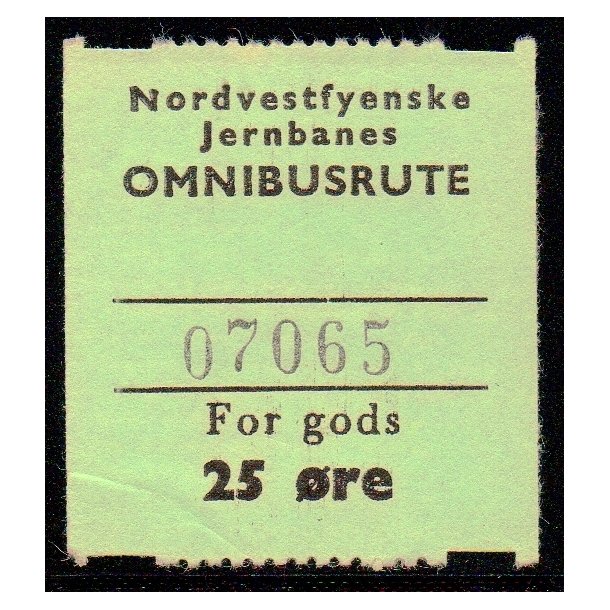 Nordvestfyenske
Jernbanes
OMNIBUSRUTE
07065
For gods
25 øre